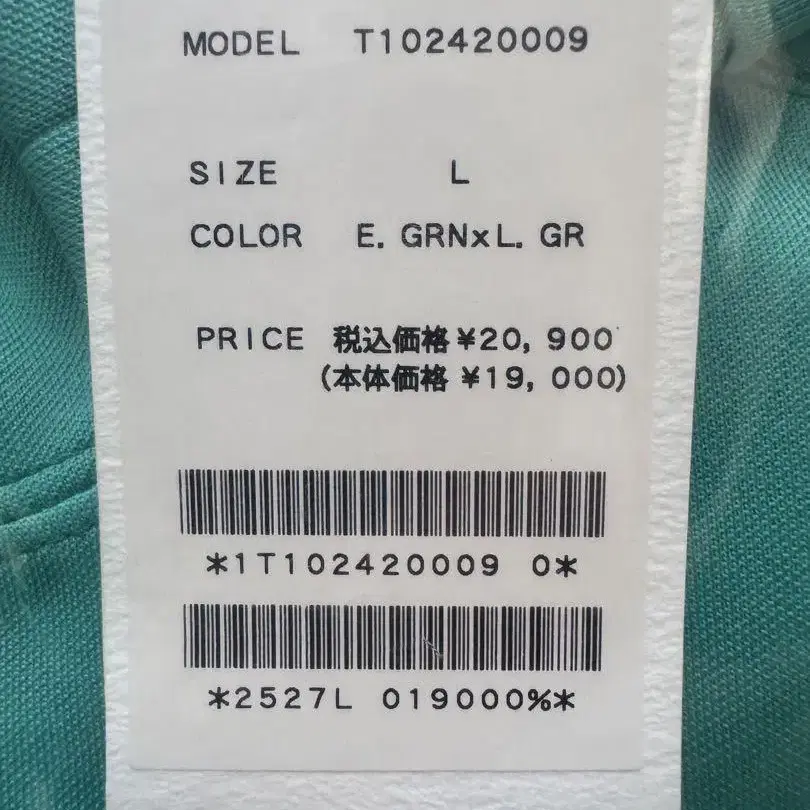 MODEL T102420009
SIZE L
COLOR E. GRNxL. GR
PRICE 税込価格 ¥20, 900
(本体価格 ¥19, 000)
*1T102420009 0*
*2527L 019000%*